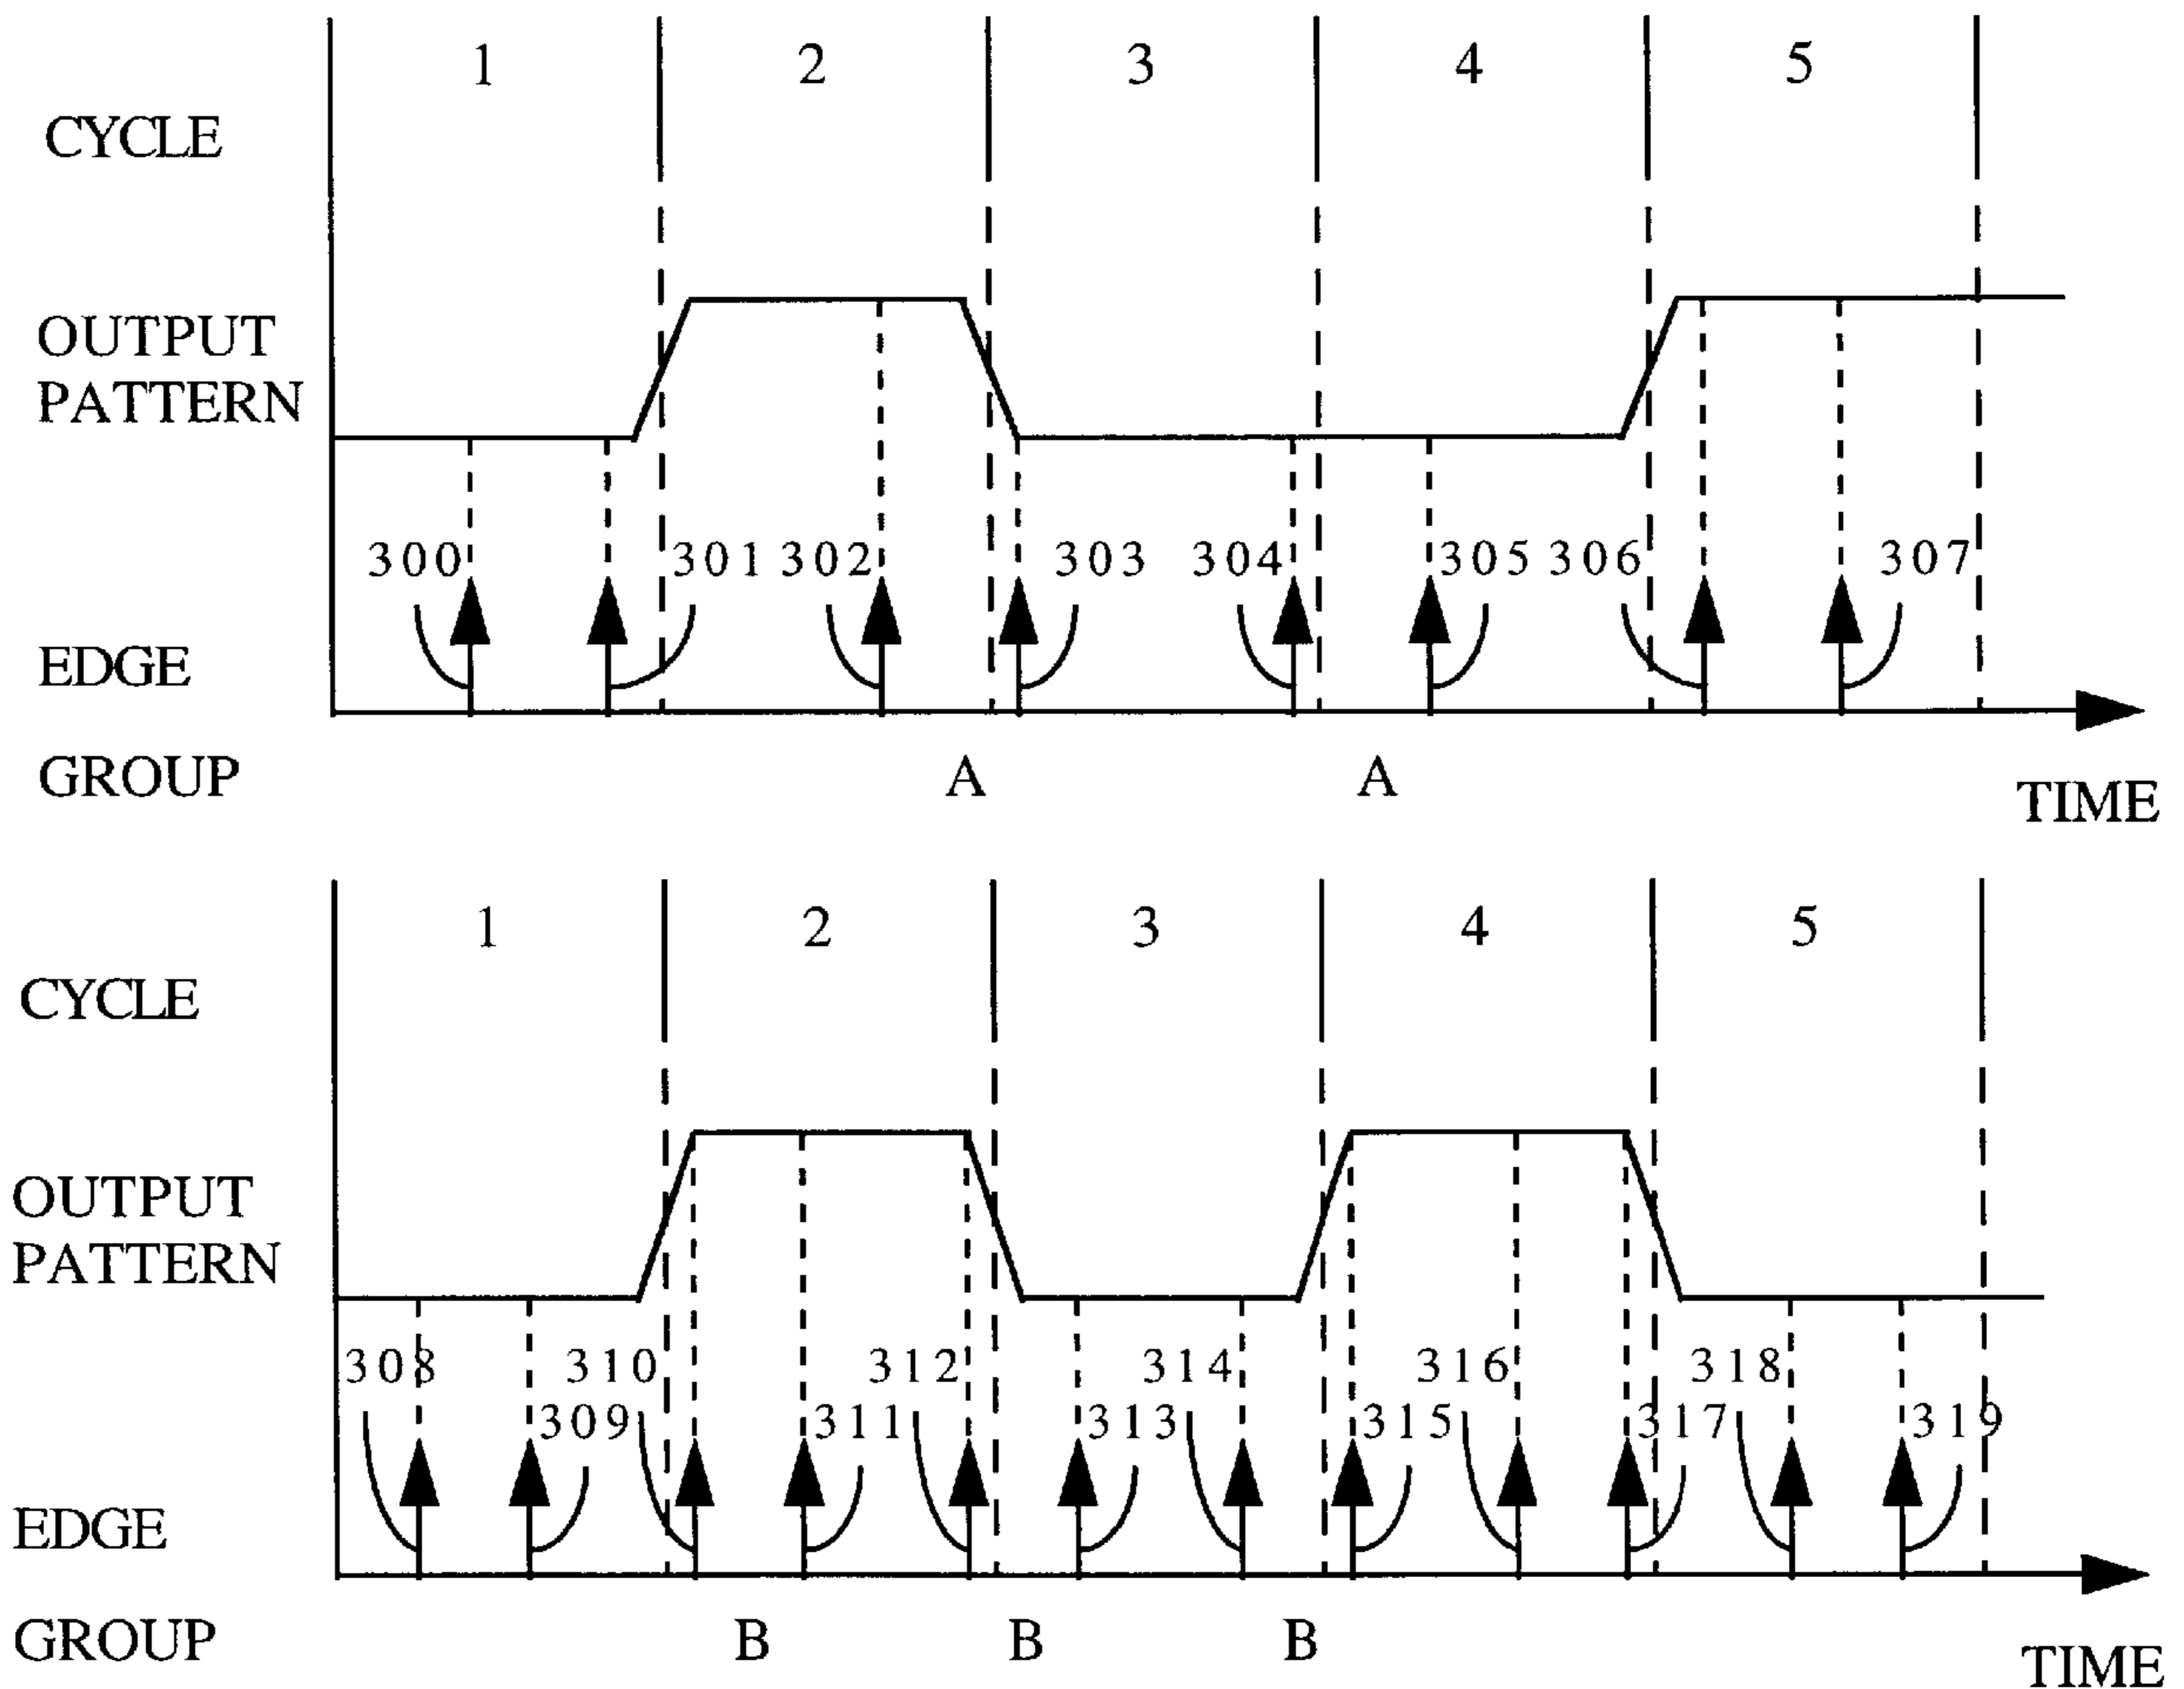 1 2 3 4 5
CYCLE
OUTPUT
PATTERN
300 301 302 303 304 305 306 307
EDGE
GROUP A A
TIME
1 2 3 4 5
CYCLE
OUTPUT
PATTERN
308 310 312 314 316 318
309 311 313 315 317 319
EDGE
GROUP B B B
TIME